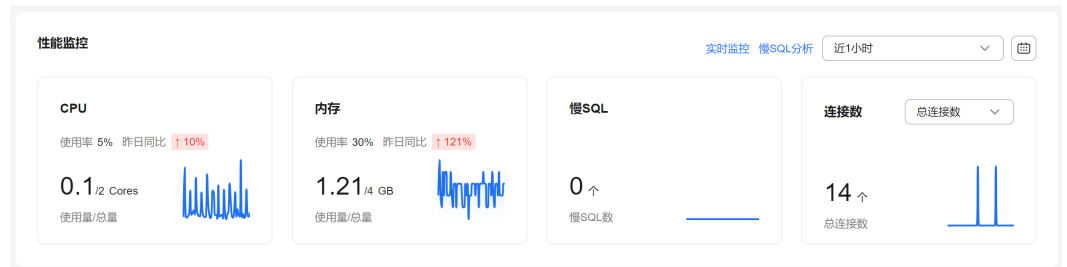 性能监控
实时监控 慢SQL分析 近1小时
CPU
使用率 5% 昨日同比 ↑ 10%
0.1/2 Cores
使用量/总量
内存
使用率 30% 昨日同比 ↑ 121%
1.21/4 GB
使用量/总量
慢SQL
0 个
慢SQL数
连接数 总连接数
14 个
总连接数